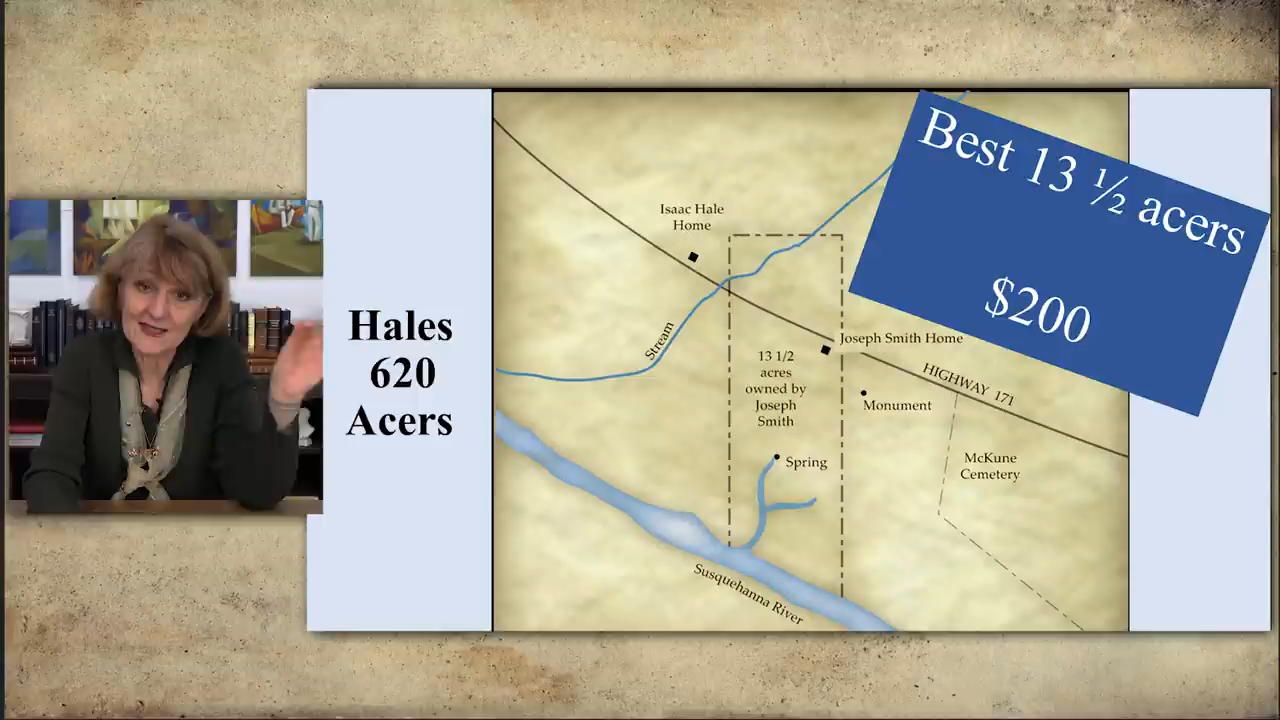 Hales
620
Acers
Best 13 ½ acers
$200
Isaac Hale
Home
Stream
Joseph Smith Home
13 1/2
acres
owned by
Joseph
Smith
HIGHWAY 171
Monument
McKune
Cemetery
Spring
Susquehanna River